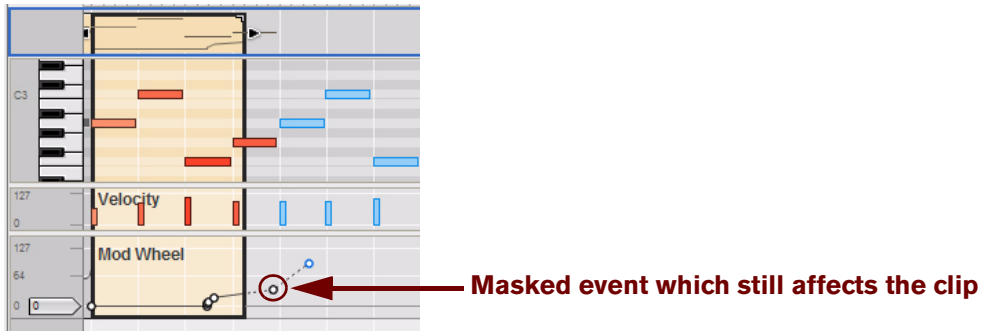 C3
127
Velocity
0
127
Mod Wheel
64
0 0
Masked event which still affects the clip